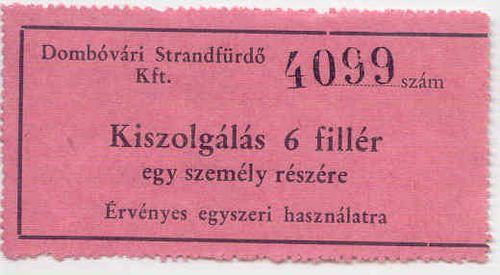 Dombóvári Strandfürdő
Kft.
4099 szám
Kiszolgálás 6 fillér
egy személy részére
Érvényes egyszeri használatra